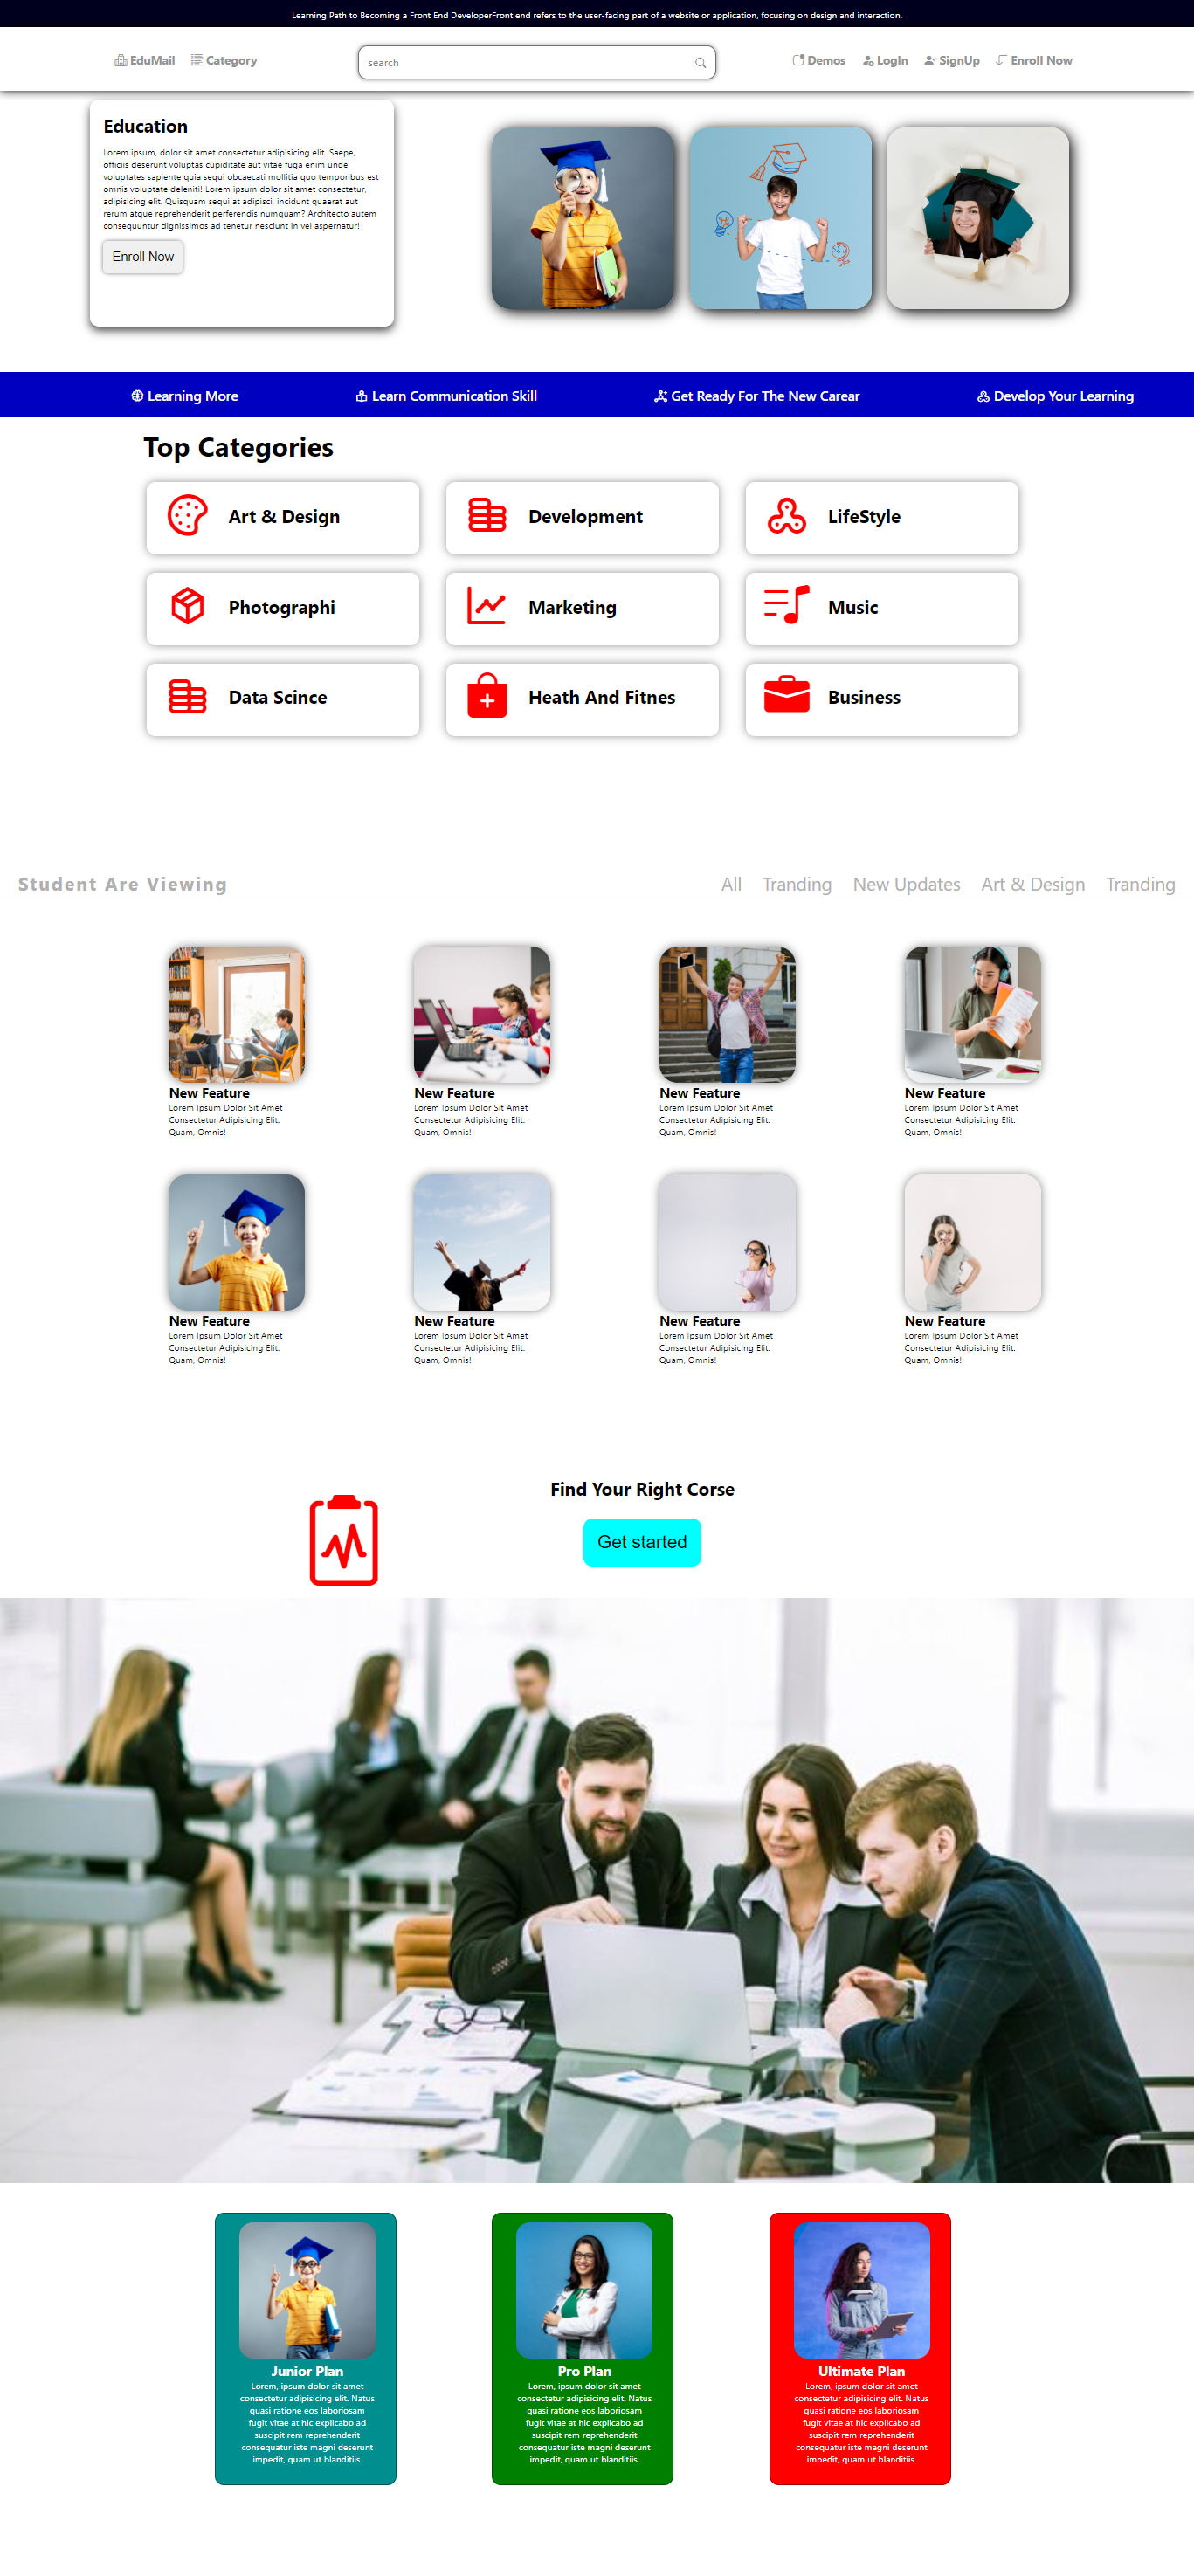 Learning Path to Becoming a Front End DeveloperFront end refers to the user-facing part of a website or application, focusing on design and interaction.
EduMail Category search Demos LogIn SignUp Enroll Now
Education
Lorem ipsum, dolor sit amet consectetur adipisicing elit. Saepe,
officiis deserunt voluptas cupiditate aut vitae fuga enim unde
voluptates sapiente quia sequi obcaecati mollitia quo temporibus est
omnis voluptate deleniti! Lorem ipsum dolor sit amet consectetur,
adipisicing elit. Quisquam sequi at adipisci, incidunt quaerat aut
rerum atque reprehenderit perferendis numquam? Architecto autem
consequuntur dignissimos ad tenetur nesciunt in vel aspernatur!
Enroll Now
Learning More Learn Communication Skill Get Ready For The New Carear Develop Your Learning
Top Categories
Art & Design Development LifeStyle
Photographi Marketing Music
Data Scince Heath And Fitnes Business
Student Are Viewing All Tranding New Updates Art & Design Tranding
New Feature New Feature New Feature New Feature
Lorem Ipsum Dolor Sit Amet Lorem Ipsum Dolor Sit Amet Lorem Ipsum Dolor Sit Amet Lorem Ipsum Dolor Sit Amet
Consectetur Adipisicing Elit. Consectetur Adipisicing Elit. Consectetur Adipisicing Elit. Consectetur Adipisicing Elit.
Quam, Omnis! Quam, Omnis! Quam, Omnis! Quam, Omnis!
New Feature New Feature New Feature New Feature
Lorem Ipsum Dolor Sit Amet Lorem Ipsum Dolor Sit Amet Lorem Ipsum Dolor Sit Amet Lorem Ipsum Dolor Sit Amet
Consectetur Adipisicing Elit. Consectetur Adipisicing Elit. Consectetur Adipisicing Elit. Consectetur Adipisicing Elit.
Quam, Omnis! Quam, Omnis! Quam, Omnis! Quam, Omnis!
Find Your Right Corse
Get started
Junior Plan
Lorem, ipsum dolor sit amet
consectetur adipisicing elit. Natus
quasi ratione eos laboriosam
fugit vitae at hic explicabo ad
suscipit rem reprehenderit
consequatur iste magni deserunt
impedit, quam ut blanditiis.
Pro Plan
Lorem, ipsum dolor sit amet
consectetur adipisicing elit. Natus
quasi ratione eos laboriosam
fugit vitae at hic explicabo ad
suscipit rem reprehenderit
consequatur iste magni deserunt
impedit, quam ut blanditiis.
Ultimate Plan
Lorem, ipsum dolor sit amet
consectetur adipisicing elit. Natus
quasi ratione eos laboriosam
fugit vitae at hic explicabo ad
suscipit rem reprehenderit
consequatur iste magni deserunt
impedit, quam ut blanditiis.